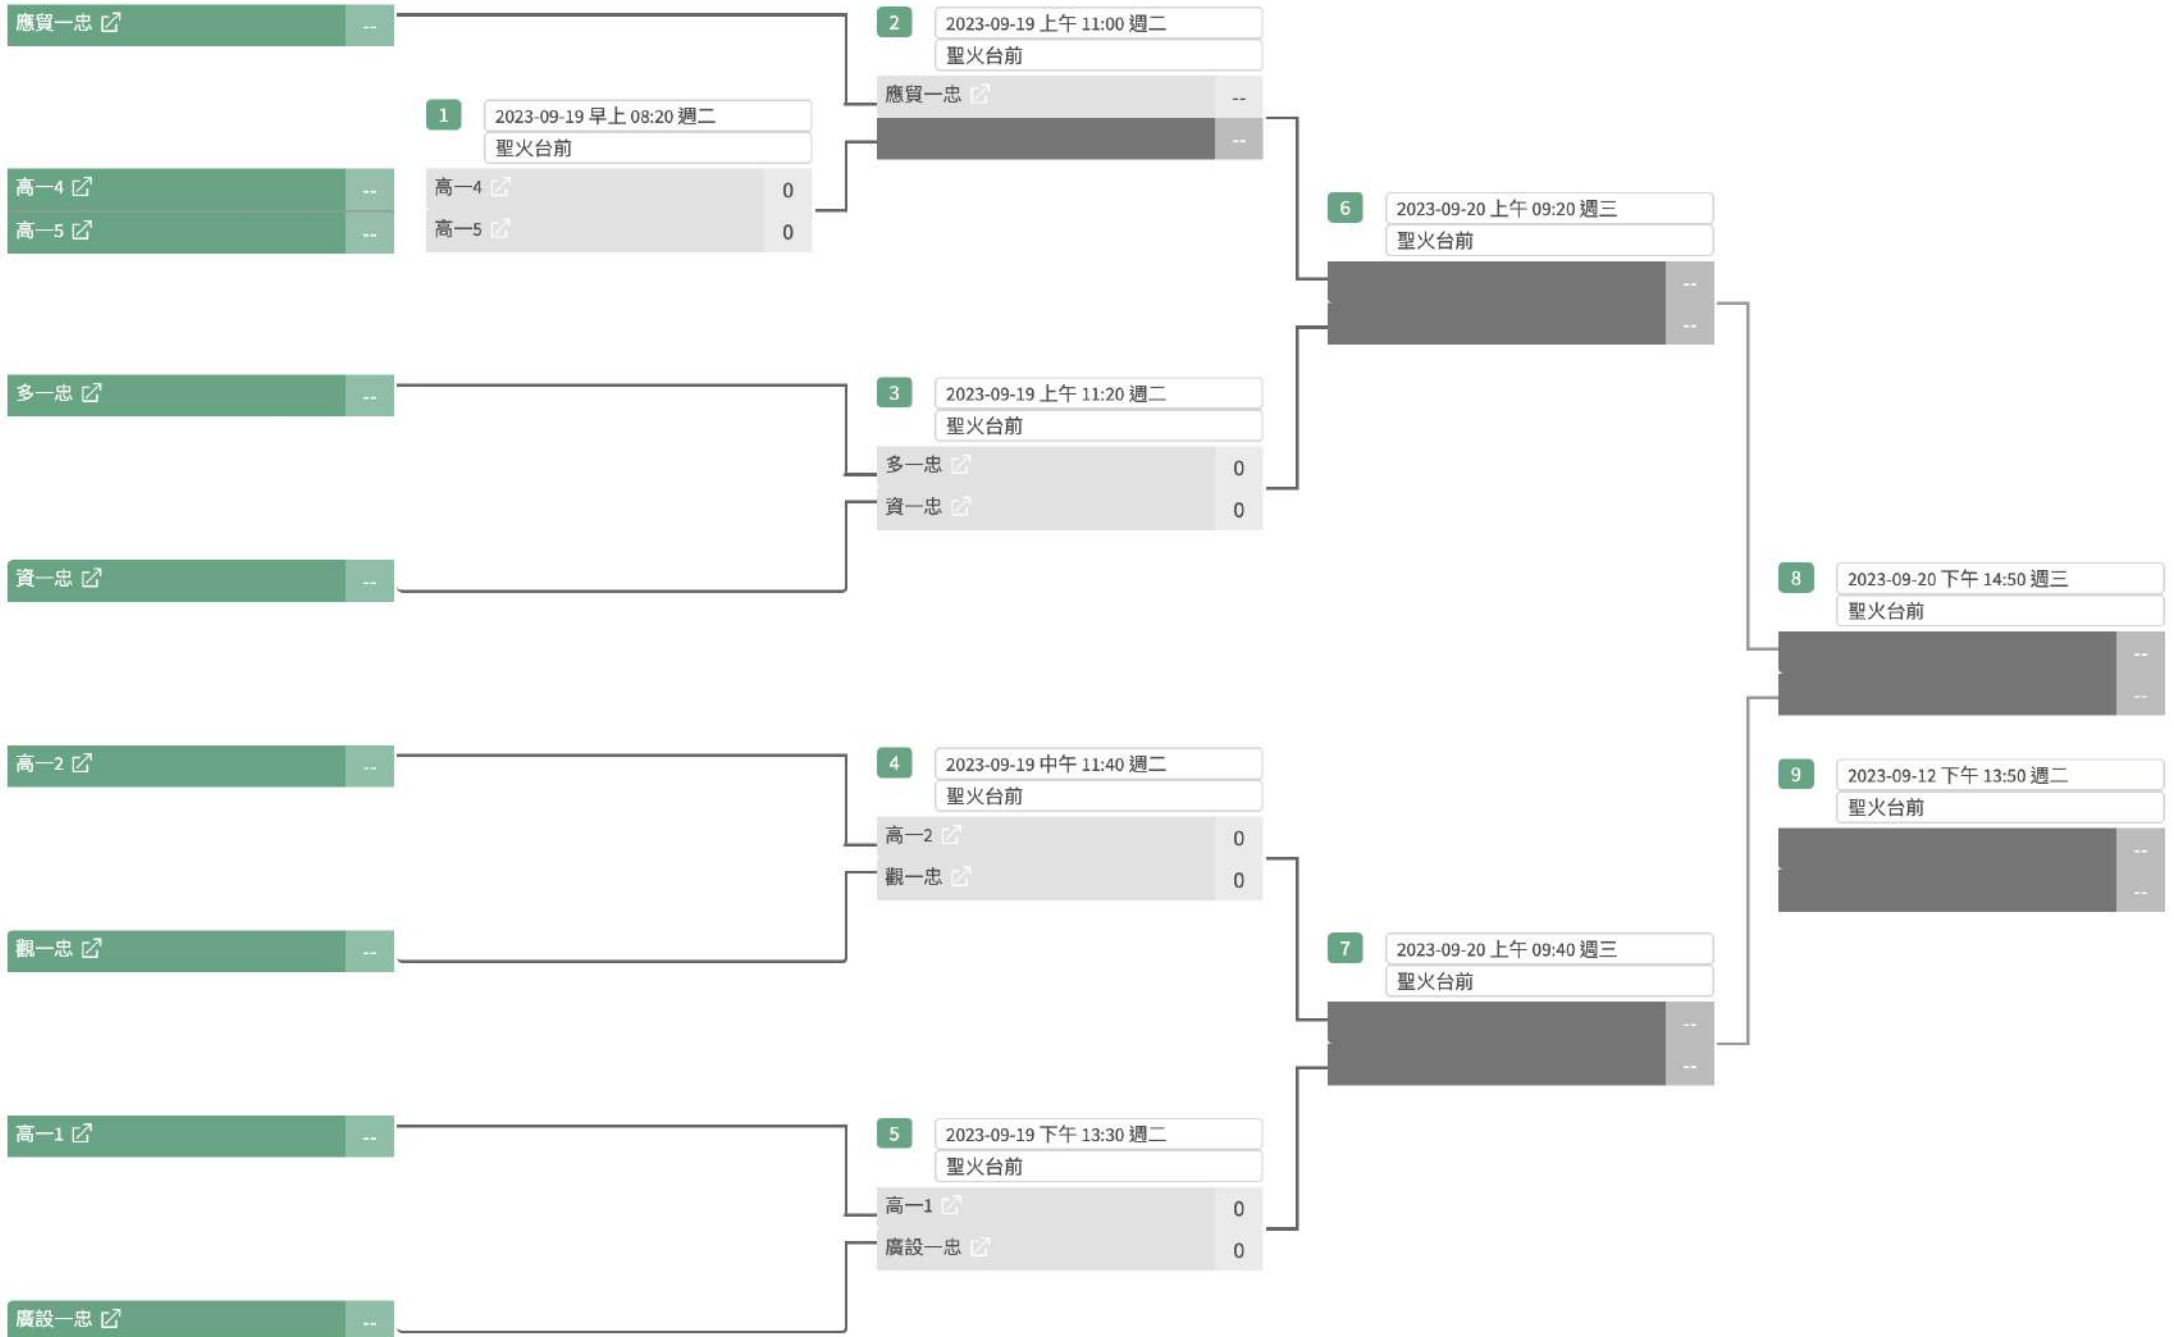 應貿一忠 --
高一4 --
高一5 --
多一忠 --
資一忠 --
高一2 --
觀一忠 --
高一1 --
廣設一忠 --
1 2023-09-19 早上 08:20 週二
聖火台前
高一4 0
高一5 0
2 2023-09-19 上午 11:00 週二
聖火台前
應貿一忠 --
--
3 2023-09-19 上午 11:20 週二
聖火台前
多一忠 0
資一忠 0
4 2023-09-19 中午 11:40 週二
聖火台前
高一2 0
觀一忠 0
5 2023-09-19 下午 13:30 週二
聖火台前
高一1 0
廣設一忠 0
6 2023-09-20 上午 09:20 週三
聖火台前
--
--
7 2023-09-20 上午 09:40 週三
聖火台前
--
--
8 2023-09-20 下午 14:50 週三
聖火台前
--
--
9 2023-09-12 下午 13:50 週二
聖火台前
--
--